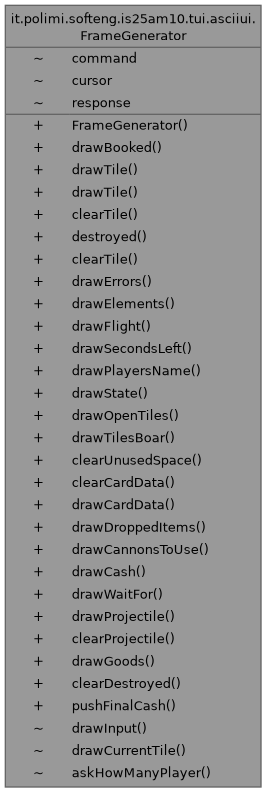 it.polimi.softeng.is25am10.tui.asciiui.
FrameGenerator
~ command
~ cursor
~ response
+ FrameGenerator()
+ drawBooked()
+ drawTile()
+ drawTile()
+ clearTile()
+ destroyed()
+ clearTile()
+ drawErrors()
+ drawElements()
+ drawFlight()
+ drawSecondsLeft()
+ drawPlayersName()
+ drawState()
+ drawOpenTiles()
+ drawTilesBoar()
+ clearUnusedSpace()
+ clearCardData()
+ drawCardData()
+ drawDroppedItems()
+ drawCannonsToUse()
+ drawCash()
+ drawWaitFor()
+ drawProjectile()
+ clearProjectile()
+ drawGoods()
+ clearDestroyed()
+ pushFinalCash()
~ drawInput()
~ drawCurrentTile()
~ askHowManyPlayer()